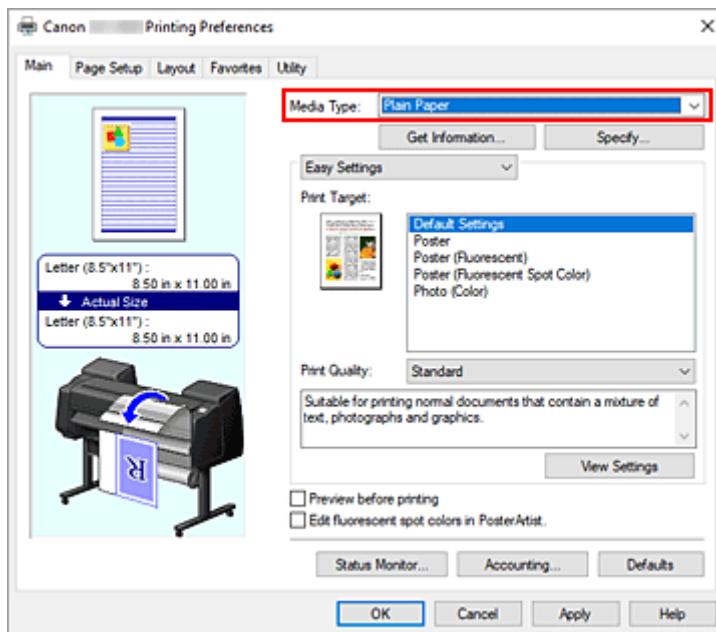 Canon Printing Preferences
Main Page Setup Layout Favorites Utility
Media Type: Plain Paper
Get Information... Specify...
Easy Settings
Print Target:
Default Settings
Poster
Poster (Fluorescent)
Poster (Fluorescent Spot Color)
Photo (Color)
Letter (8.5"x11") :
8.50 in x 11.00 in
Actual Size
Letter (8.5"x11") :
8.50 in x 11.00 in
R
Print Quality: Standard
Suitable for printing normal documents that contain a mixture of
text, photographs and graphics.
View Settings
Preview before printing
Edit fluorescent spot colors in PosterArtist.
Status Monitor... Accounting... Defaults
OK Cancel Apply Help